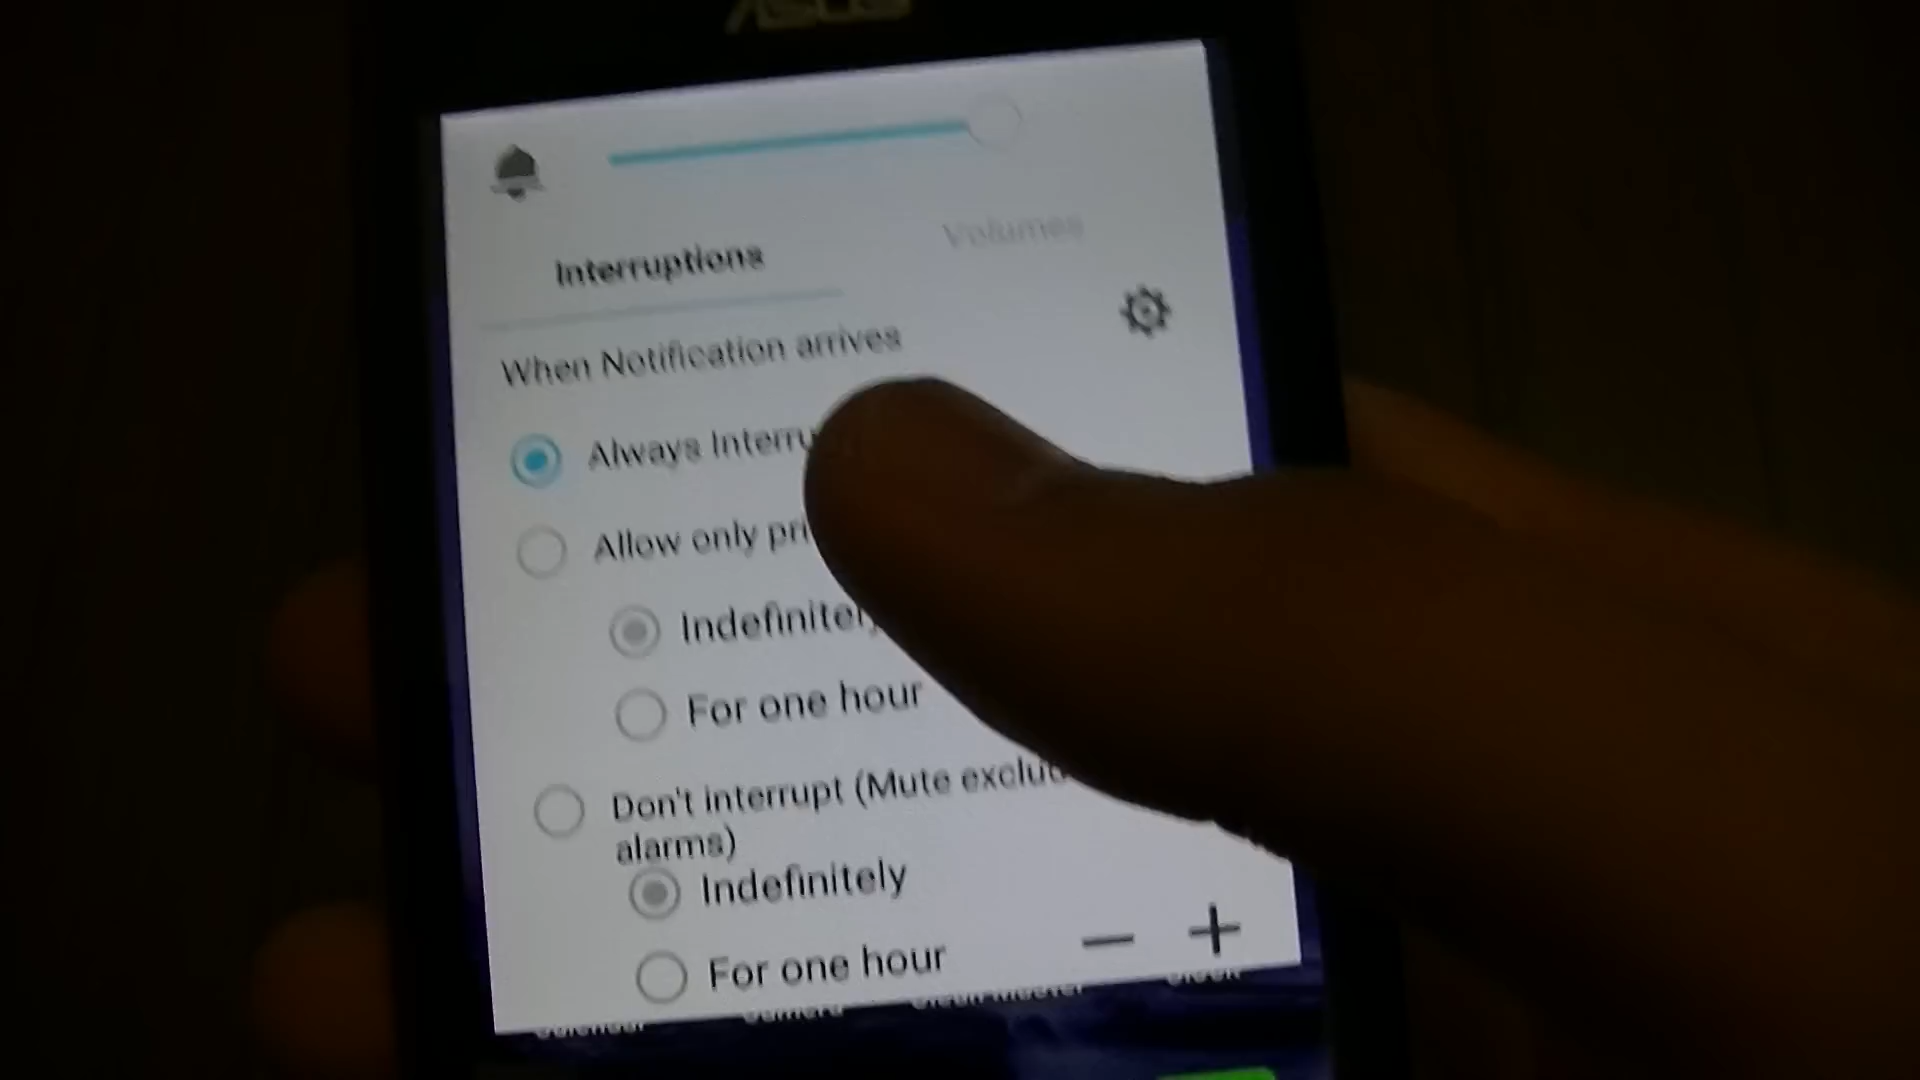 ASUS
Volumes
Interruptions
When Notification arrives
Always Interru
Allow only pri
Indefinitely
For one hour
Don't interrupt (Mute exclu
alarms)
Indefinitely
For one hour